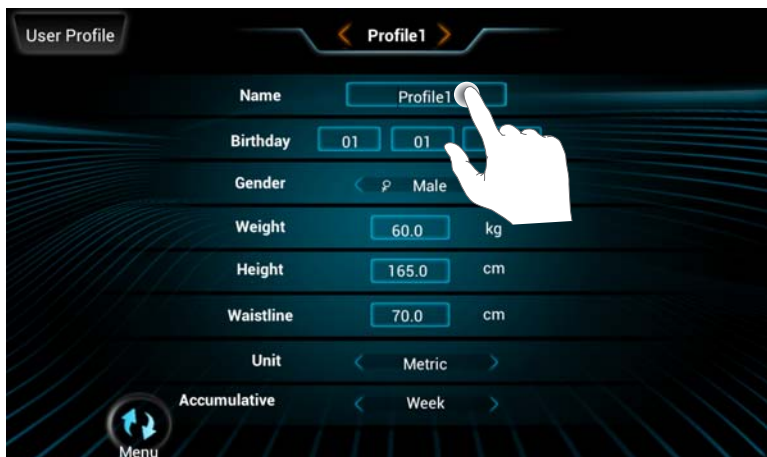 User Profile
Profile1
Name Profile1
Birthday 01 01
Gender Male
Weight 60.0 kg
Height 165.0 cm
Waistline 70.0 cm
Unit Metric
Accumulative Week
Menu